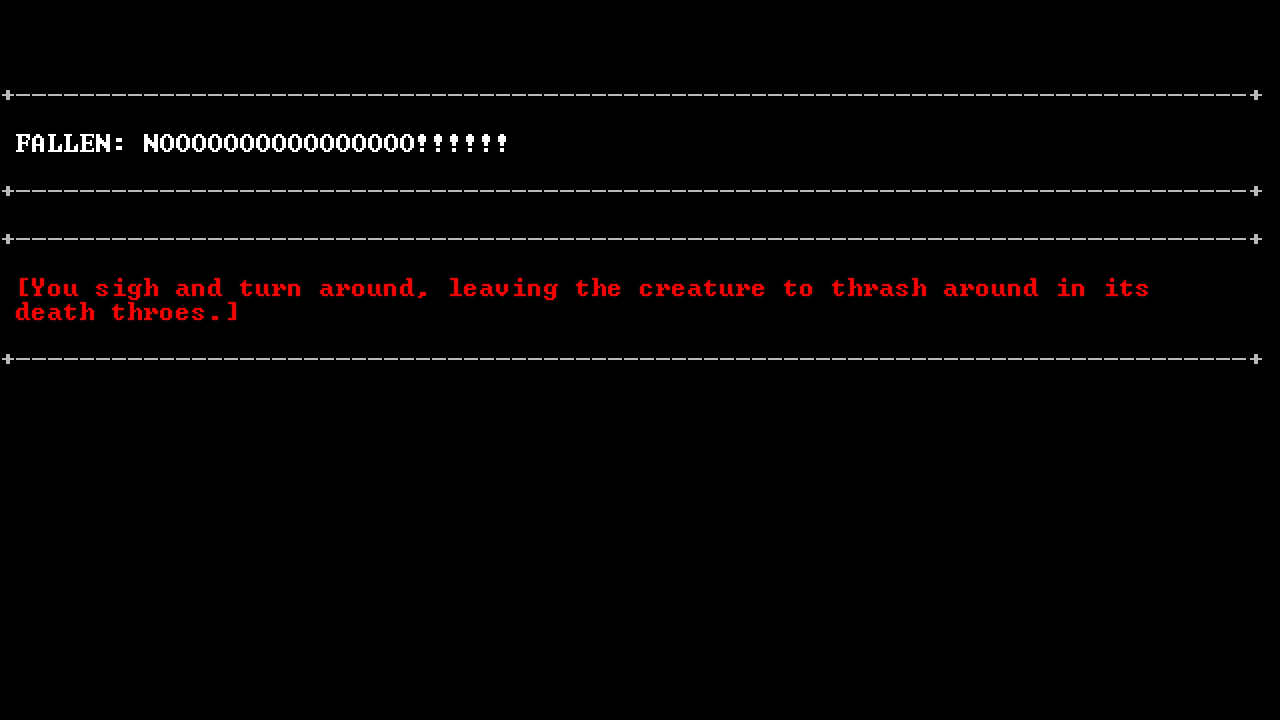 +------------------------------------------------------------------------------+
FALLEN: NOOOOOOOOOOOOOOOO!!!!!!
+------------------------------------------------------------------------------+
+------------------------------------------------------------------------------+
[You sigh and turn around, leaving the creature to thrash around in its
death throes.]
+------------------------------------------------------------------------------+